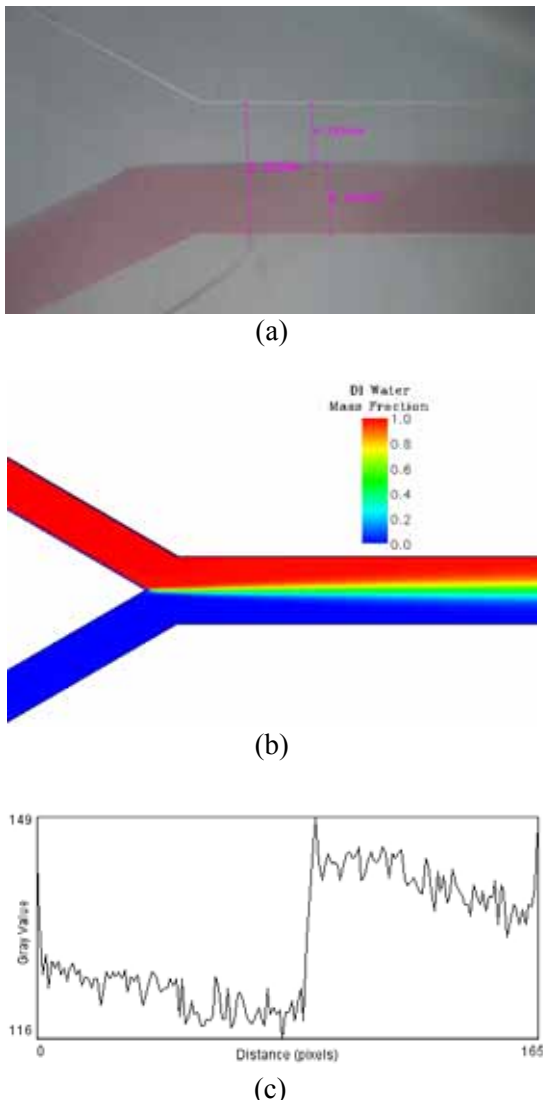 (a)
DI Water
Mass Fraction
1.0
0.8
0.6
0.4
0.2
0.0
(b)
149
Gray Value
116
0
Distance (pixels)
165
(c)